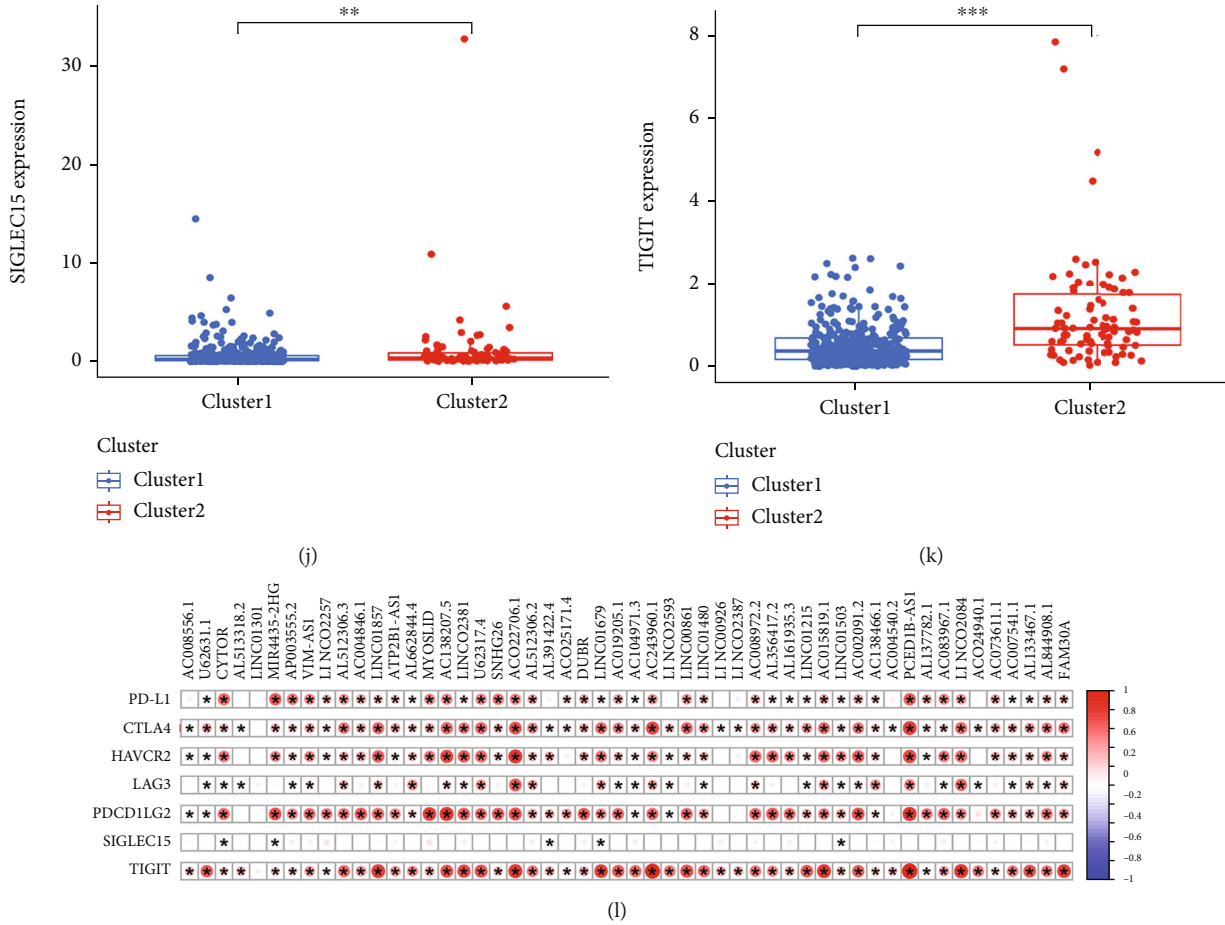 **
30
20
10
0
SIGLEC15 expression
Cluster1
Cluster2
Cluster
Cluster1
Cluster2
(j)
***
8
6
4
2
0
TIGIT expression
Cluster1
Cluster2
Cluster
Cluster1
Cluster2
(k)
AC008556.1
U62631.1
CYTOR
AL513318.2
LINC01301
MIR4435-2HG
AP003555.2
VIM-AS1
LI NCO2257
AL512306.3
AC004846.1
LINC01857
ATP2B1-AS1
AL662844.4
MYOSLID
AC138207.5
LINCO2381
U62317.4
SNHG26
ACO22706.1
AL512306.2
AL391422.4
ACO25171.4
DUBR
LINC01679
AC019205.1
AC104971.3
AC243960.1
LI NCO2593
LINC00861
LINC01480
LI NC00926
LI NCO2387
AC008972.2
AL356417.2
AL161935.3
LINC01215
AC015819.1
LINC01503
AC002091.2
AC138466.1
AC004540.2
PCED1B-AS1
AL137782.1
AC083967.1
LI NCO2084
ACO24940.1
AC073611.1
AC007541.1
AL133467.1
AL844908.1
FAM30A
PD-L1
CTLA4
HAVCR2
LAG3
PDCD1LG2
SIGLEC15
TIGIT
1
0.8
0.6
0.4
0.2
0
–0.2
–0.4
–0.6
–0.8
–1
(l)